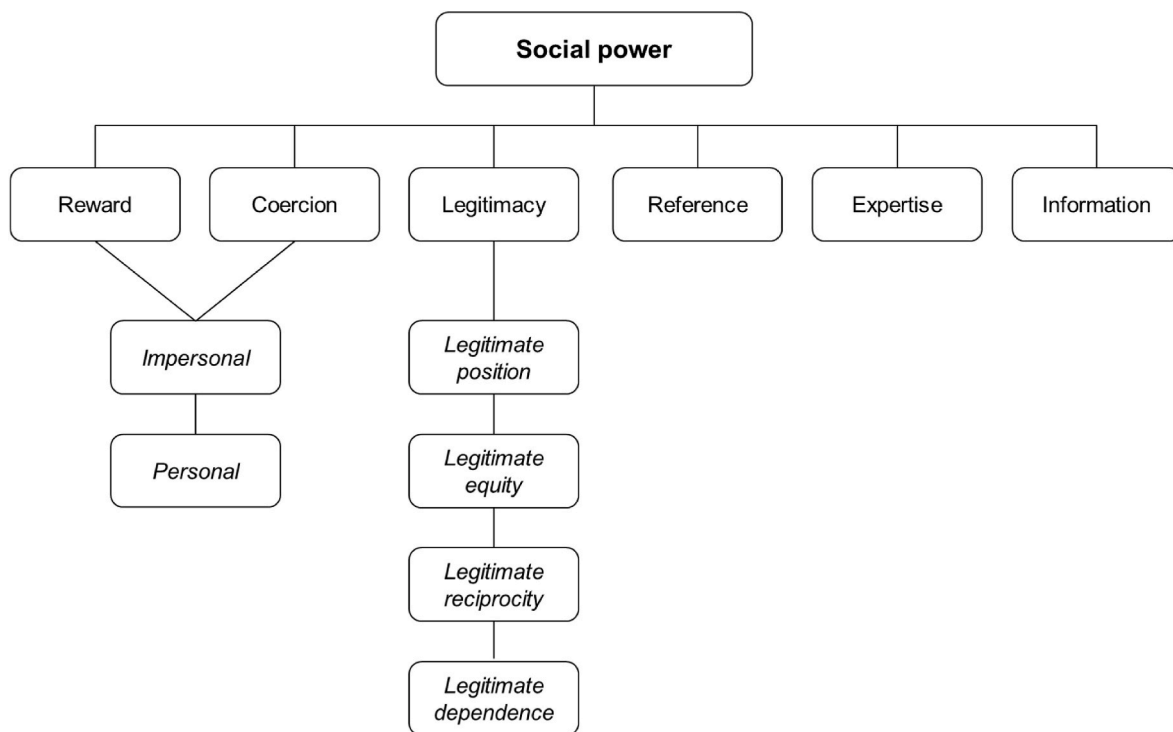 Social power
Reward
Coercion
Legitimacy
Reference
Expertise
Information
Impersonal
Personal
Legitimate
position
Legitimate
equity
Legitimate
reciprocity
Legitimate
dependence